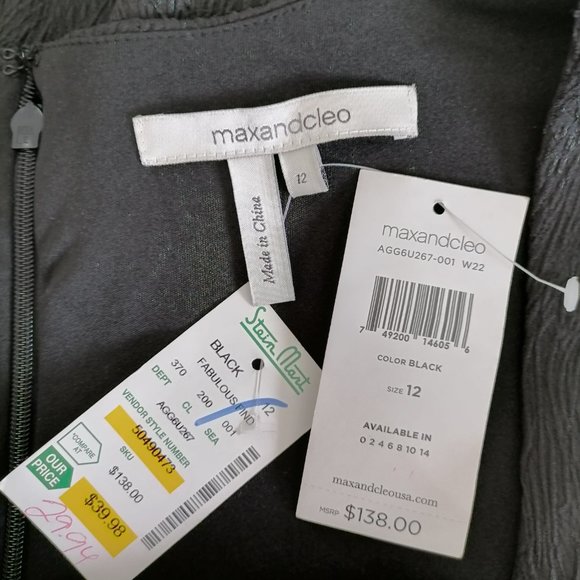 maxandcleo
12
Made in China
maxandcleo
AGG6U267-001 W22
7 49200 14605 6
COLOR BLACK
SIZE 12
AVAILABLE IN
0 2 4 6 8 10 14
maxandcleousa.com
MSRP $138.00
Stein Mart
BLACK 12
FABULOUS FIND
370 200 001
DEPT CL SEA
AGG6U267
VENDOR STYLE NUMBER
50490473
SKU
COMPARE AT
$138.00
OUR PRICE
$39.98
29.94